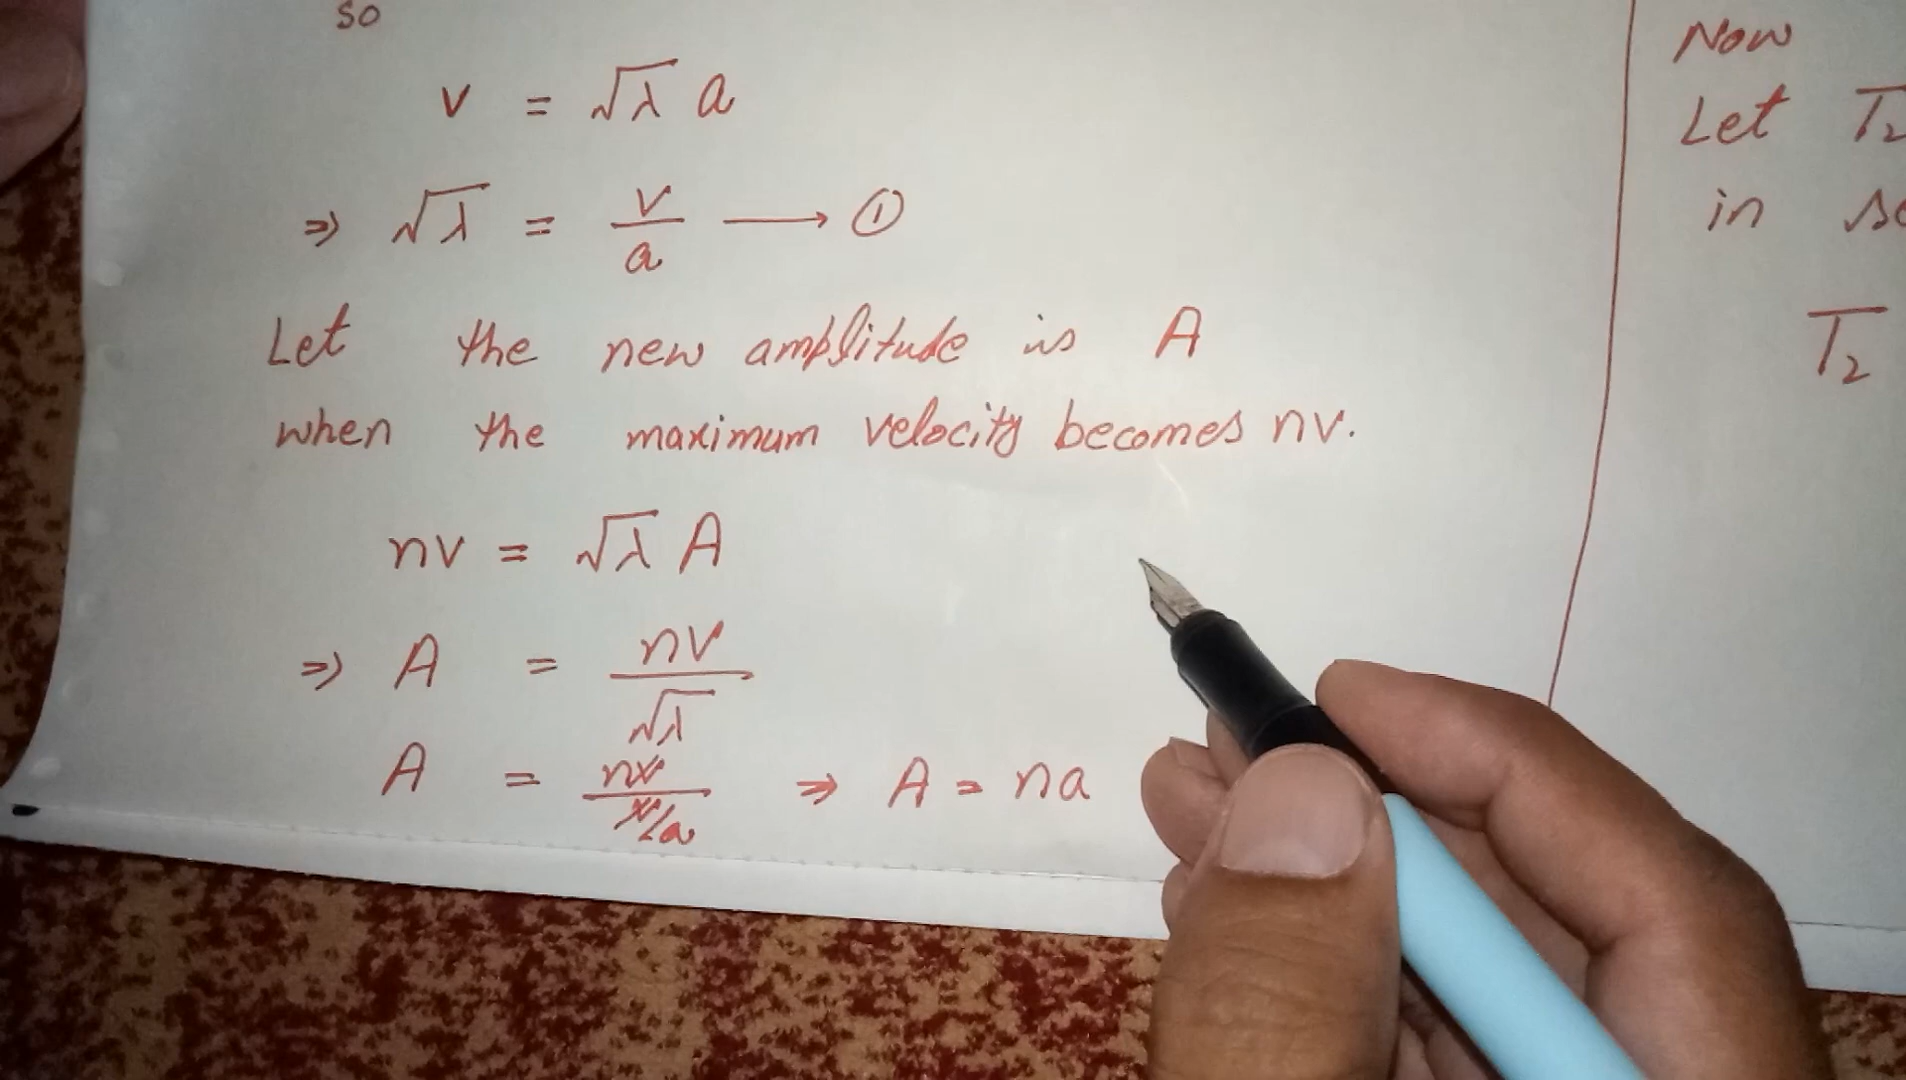 so
v = √λ a
⇒ √λ = v/a ⟶ ①
Let the new amplitude is A
when the maximum velocity becomes nv.
nv = √λ A
⇒ A = nv/√λ
A = nv/v/a ⇒ A = na
Now
Let T₂
in
T₂